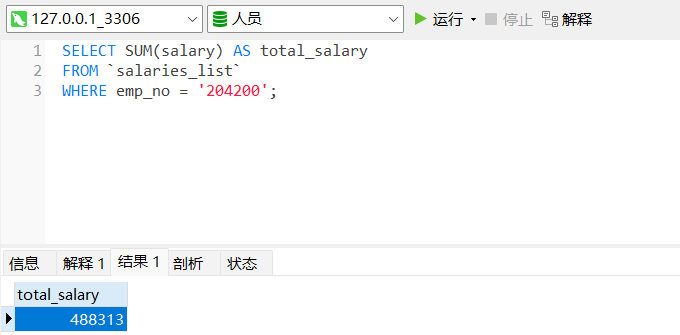 127.0.0.1_3306 人员 运行 停止 解释
1 SELECT SUM(salary) AS total_salary
2 FROM `salaries_list`
3 WHERE emp_no = '204200';
信息 解释 1 结果 1 剖析 状态
total_salary
488313